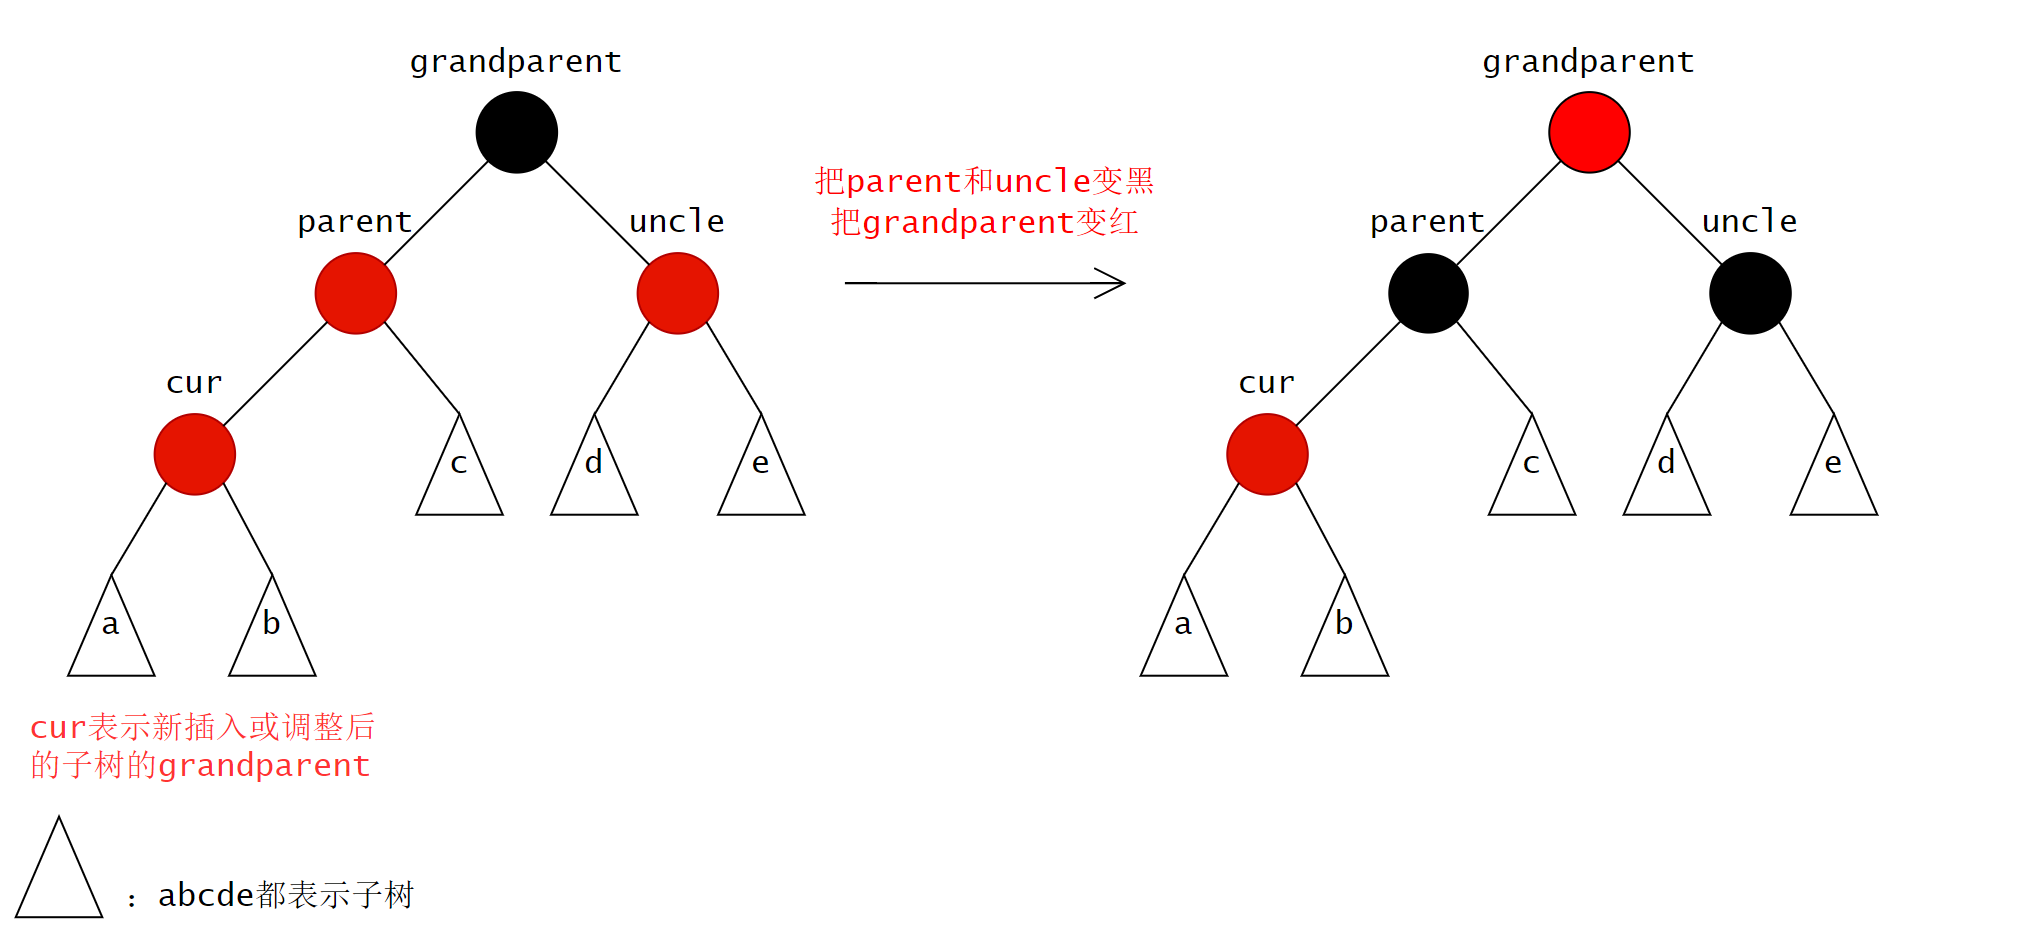 grandparent
parent
uncle
cur
c
d
e
a
b
cur表示新插入或调整后
的子树的grandparent
：abcde都表示子树
把parent和uncle变黑
把grandparent变红
grandparent
parent
uncle
cur
c
d
e
a
b